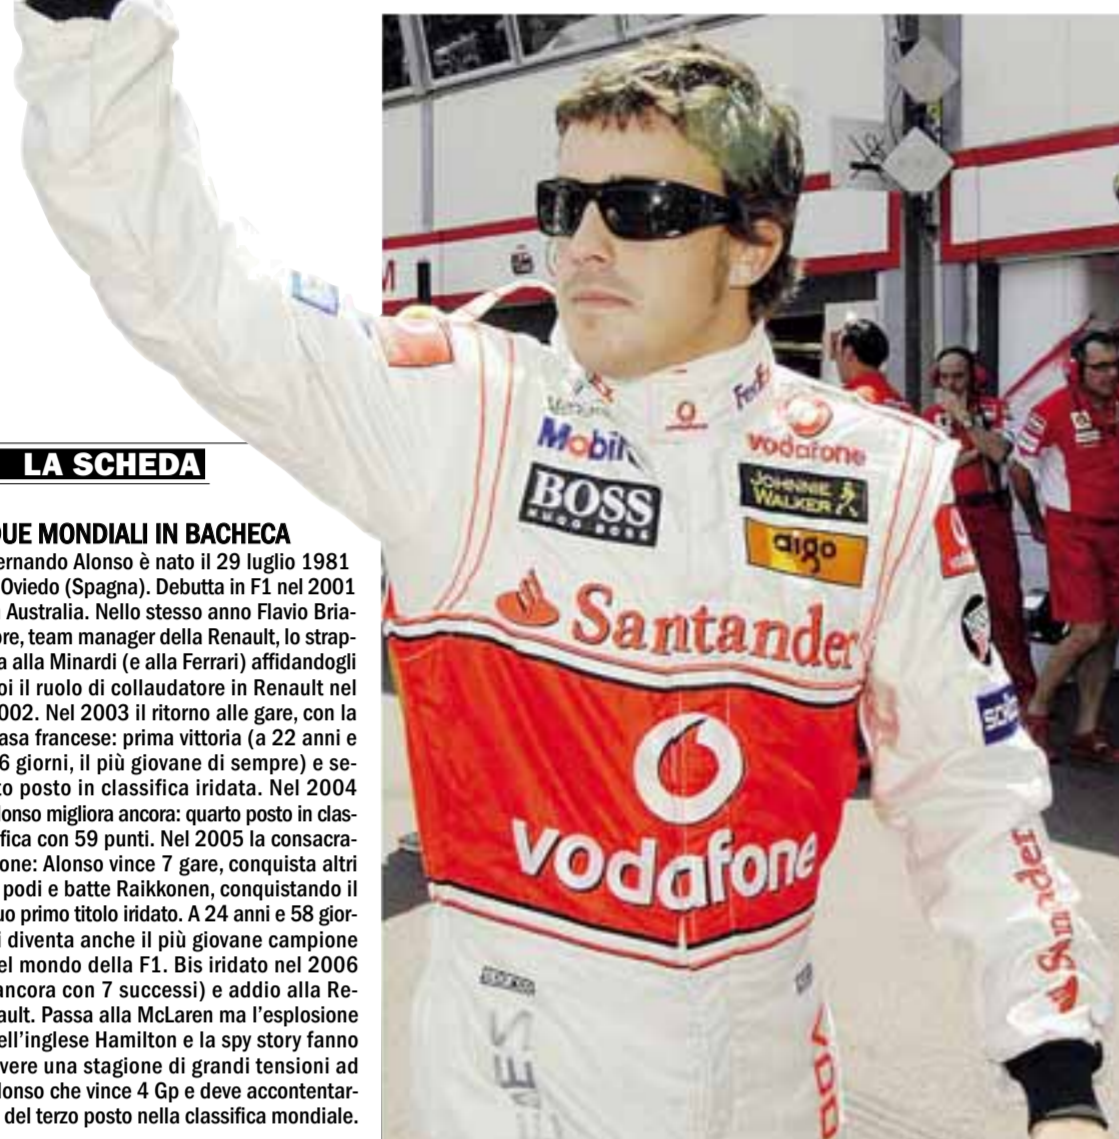 LA SCHEDA
DUE MONDIALI IN BACHECA
ernando Alonso è nato il 29 luglio 1981
Oviedo (Spagna). Debutta in F1 nel 2001
Australia. Nello stesso anno Flavio Bria-
ore, team manager della Renault, lo strap-
a alla Minardi (e alla Ferrari) affidandogli
oi il ruolo di collaudatore in Renault nel
002. Nel 2003 il ritorno alle gare, con la
asa francese: prima vittoria (a 22 anni e
6 giorni, il più giovane di sempre) e se-
to posto in classifica iridata. Nel 2004
lonso migliora ancora: quarto posto in clas-
fica con 59 punti. Nel 2005 la consacra-
one: Alonso vince 7 gare, conquista altri
podi e batte Raikkonen, conquistando il
uo primo titolo iridato. A 24 anni e 58 gior-
i diventa anche il più giovane campione
el mondo della F1. Bis iridato nel 2006
ancora con 7 successi) e addio alla Re-
ault. Passa alla McLaren ma l'esplosione
ell'inglese Hamilton e la spy story fanno
vere una stagione di grandi tensioni ad
lonso che vince 4 Gp e deve accontentar-
del terzo posto nella classifica mondiale.
FedEx
vodafone
Mobil
BOSS
HUGO BOSS
JOHNNIE
WALKER
aigo
Santander
vodafone
Santander